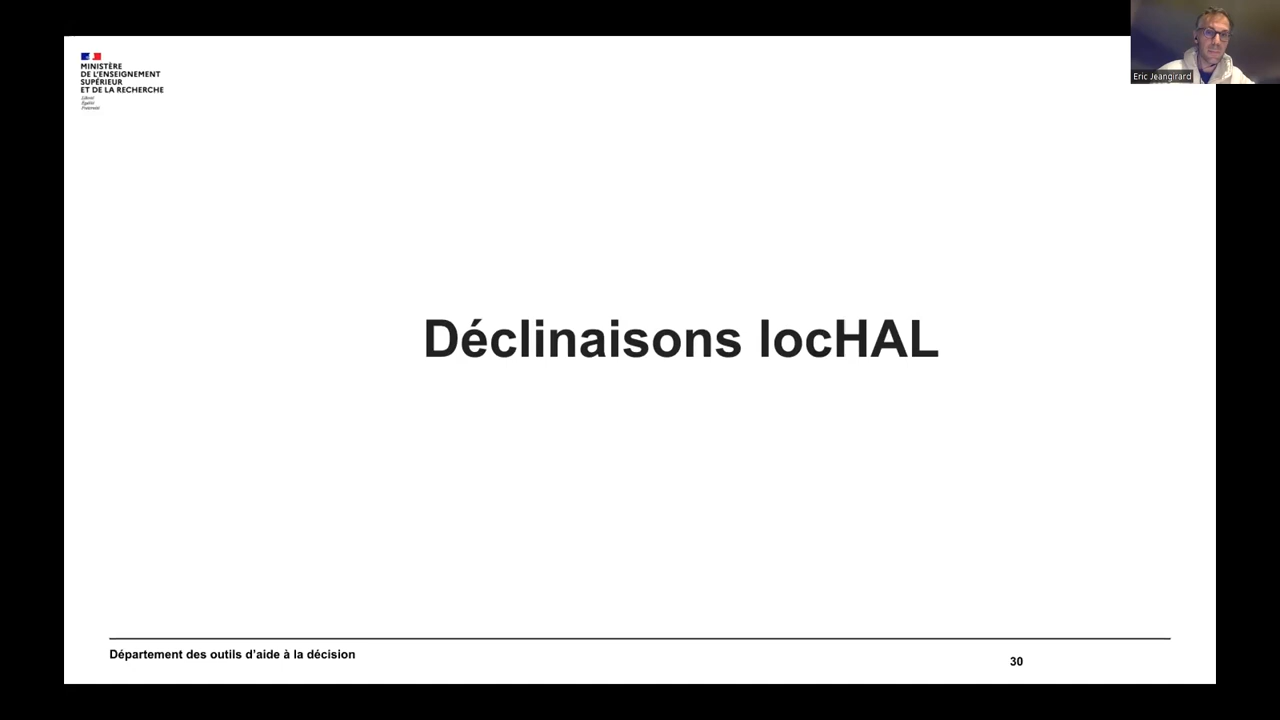 MINISTÈRE
DE L'ENSEIGNEMENT
SUPÉRIEUR
ET DE LA RECHERCHE
Liberté
Égalité
Fraternité
Eric Jeangirard
Déclinaisons locHAL
Département des outils d’aide à la décision
30